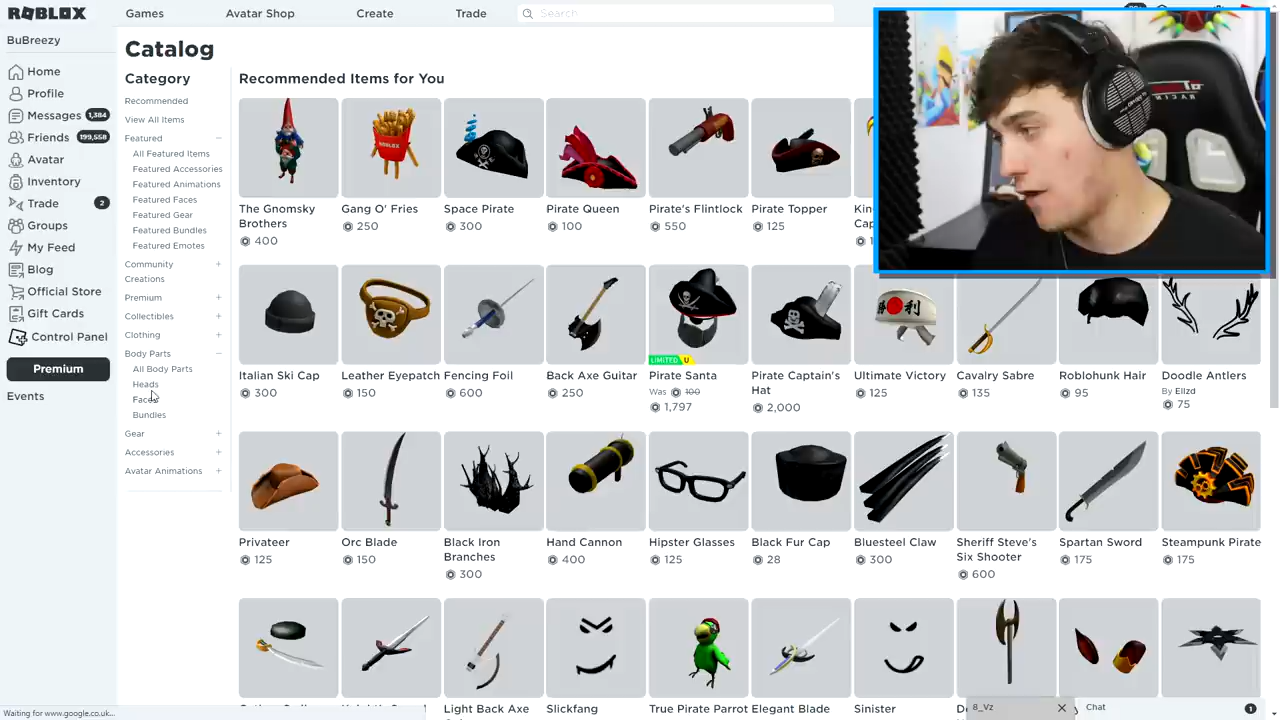 ROBLOX
Games
Avatar Shop
Create
Trade
Search
BuBreezy
Home
Profile
Messages 1,384
Friends 199,558
Avatar
Inventory
Trade 2
Groups
My Feed
Blog
Official Store
Gift Cards
Control Panel
Premium
Events
Catalog
Category
Recommended
View All Items
Featured
All Featured Items
Featured Accessories
Featured Animations
Featured Faces
Featured Gear
Featured Bundles
Featured Emotes
Community
Creations
Premium
Collectibles
Clothing
Body Parts
All Body Parts
Heads
Faces
Bundles
Gear
Accessories
Avatar Animations
Recommended Items for You
The Gnomsky
Brothers
400
Gang O' Fries
250
Space Pirate
300
Pirate Queen
100
Pirate's Flintlock
550
Pirate Topper
125
Italian Ski Cap
300
Leather Eyepatch
150
Fencing Foil
600
Back Axe Guitar
250
LIMITED U
Pirate Santa
Was 100
1,797
Pirate Captain's
Hat
2,000
Ultimate Victory
125
Cavalry Sabre
135
Roblohunk Hair
95
Doodle Antlers
By Ellzd
75
Privateer
125
Orc Blade
150
Black Iron
Branches
300
Hand Cannon
400
Hipster Glasses
125
Black Fur Cap
28
Bluesteel Claw
300
Sheriff Steve's
Six Shooter
600
Spartan Sword
175
Steampunk Pirate
175
Slickfang
Light Back Axe
True Pirate Parrot
Elegant Blade
Sinister
8_Vz
Chat
1
Waiting for www.google.co.uk...